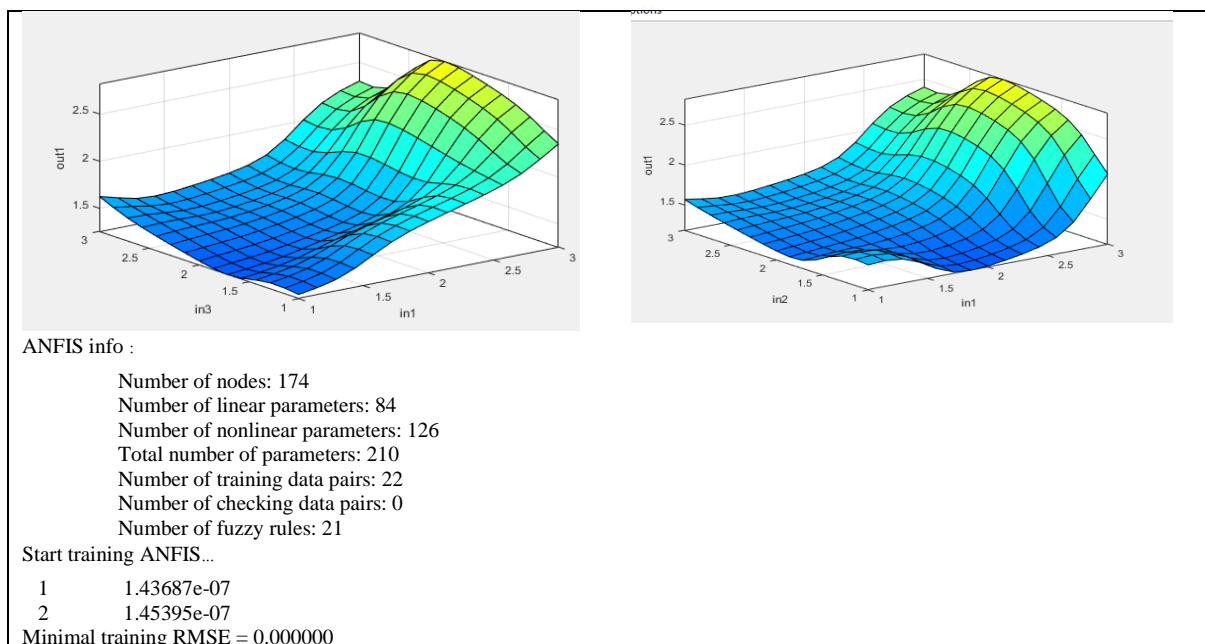 2.5
2
1.5
out1
3
2.5
2
1.5
1
in3
1
1.5
2
2.5
3
in1
2.5
2
1.5
out1
3
2.5
2
1.5
1
in2
1
1.5
2
2.5
3
in1
ANFIS info :
Number of nodes: 174
Number of linear parameters: 84
Number of nonlinear parameters: 126
Total number of parameters: 210
Number of training data pairs: 22
Number of checking data pairs: 0
Number of fuzzy rules: 21
Start training ANFIS...
1 1.43687e-07
2 1.45395e-07
Minimal training RMSE = 0.000000